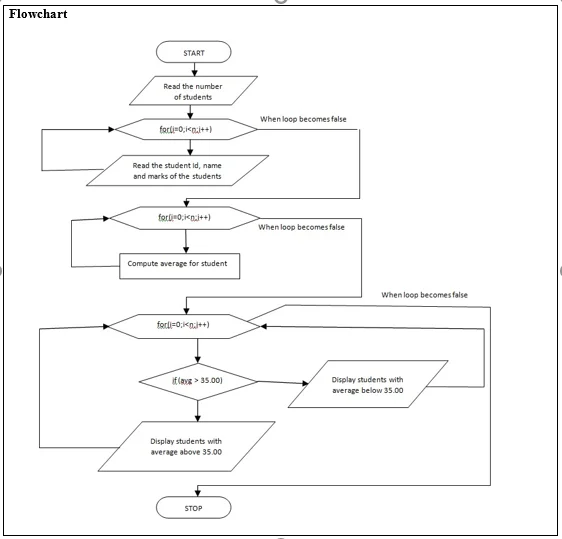 Flowchart
START
Read the number
of students
When loop becomes false
for(i=0;i<n;i++)
Read the student Id, name
and marks of the students
for(i=0;i<n;i++)
When loop becomes false
Compute average for student
When loop becomes false
for(i=0;i<n;i++)
if (avg > 35.00)
Display students with
average below 35.00
Display students with
average above 35.00
STOP